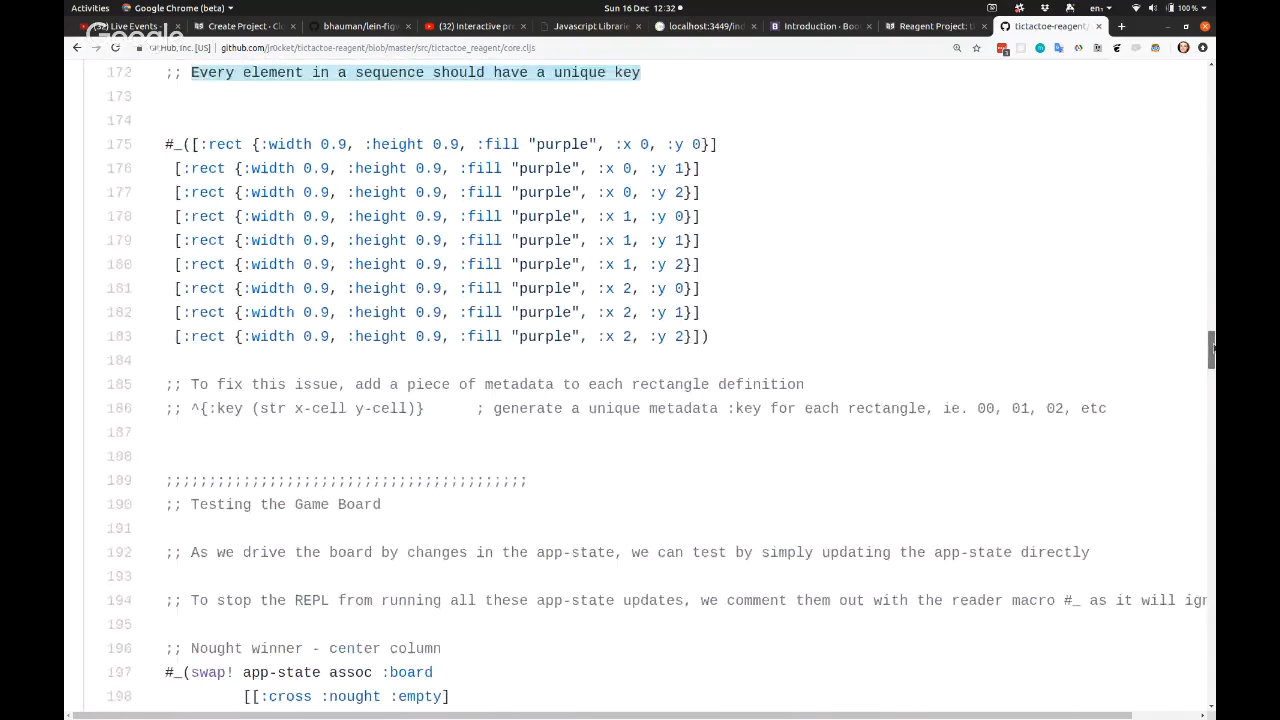 Activities Google Chrome (beta) Sun 16 Dec 12:32 en 100 %
(32) Live Events - Create Project · Clo bhauman/lein-figw (32) Interactive pro Javascript Libraries localhost:3449/ind Introduction · Boo Reagent Project: ti tictactoe-reagent/
Google
Hub, Inc. [US] github.com/jr0cket/tictactoe-reagent/blob/master/src/tictactoe_reagent/core.cljs
172 ;; Every element in a sequence should have a unique key
173
174
175 #_([:rect {:width 0.9, :height 0.9, :fill "purple", :x 0, :y 0}]
176 [:rect {:width 0.9, :height 0.9, :fill "purple", :x 0, :y 1}]
177 [:rect {:width 0.9, :height 0.9, :fill "purple", :x 0, :y 2}]
178 [:rect {:width 0.9, :height 0.9, :fill "purple", :x 1, :y 0}]
179 [:rect {:width 0.9, :height 0.9, :fill "purple", :x 1, :y 1}]
180 [:rect {:width 0.9, :height 0.9, :fill "purple", :x 1, :y 2}]
181 [:rect {:width 0.9, :height 0.9, :fill "purple", :x 2, :y 0}]
182 [:rect {:width 0.9, :height 0.9, :fill "purple", :x 2, :y 1}]
183 [:rect {:width 0.9, :height 0.9, :fill "purple", :x 2, :y 2}])
184
185 ;; To fix this issue, add a piece of metadata to each rectangle definition
186 ;; ^{:key (str x-cell y-cell)} ; generate a unique metadata :key for each rectangle, ie. 00, 01, 02, etc
187
188
189 ;;;;;;;;;;;;;;;;;;;;;;;;;;;;;;;;;;;;;;;;;;
190 ;; Testing the Game Board
191
192 ;; As we drive the board by changes in the app-state, we can test by simply updating the app-state directly
193
194 ;; To stop the REPL from running all these app-state updates, we comment them out with the reader macro #_ as it will ign
195
196 ;; Nought winner - center column
197 #_(swap! app-state assoc :board
198 [[:cross :nought :empty]